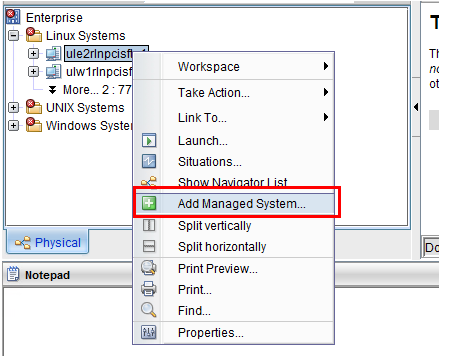 Enterprise
Linux Systems
ule2rlnpcisft
ulw1rlnpcisf
More... 2 : 77
UNIX Systems
Windows System
Workspace
Take Action...
Link To...
Launch...
Situations...
Show Navigator List
Add Managed System...
Split vertically
Split horizontally
Print Preview...
Print...
Find...
Properties...
Physical
Notepad
T
Th
no
ot
Do